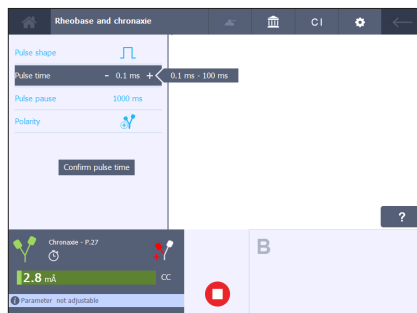 Rheobase and chronaxie
CI
Pulse shape
Pulse time - 0.1 ms + 0.1 ms - 100 ms
Pulse pause 1000 ms
Polarity
Confirm pulse time
?
Chronaxie - P.27
B
2.8 mA CC
Parameter not adjustable